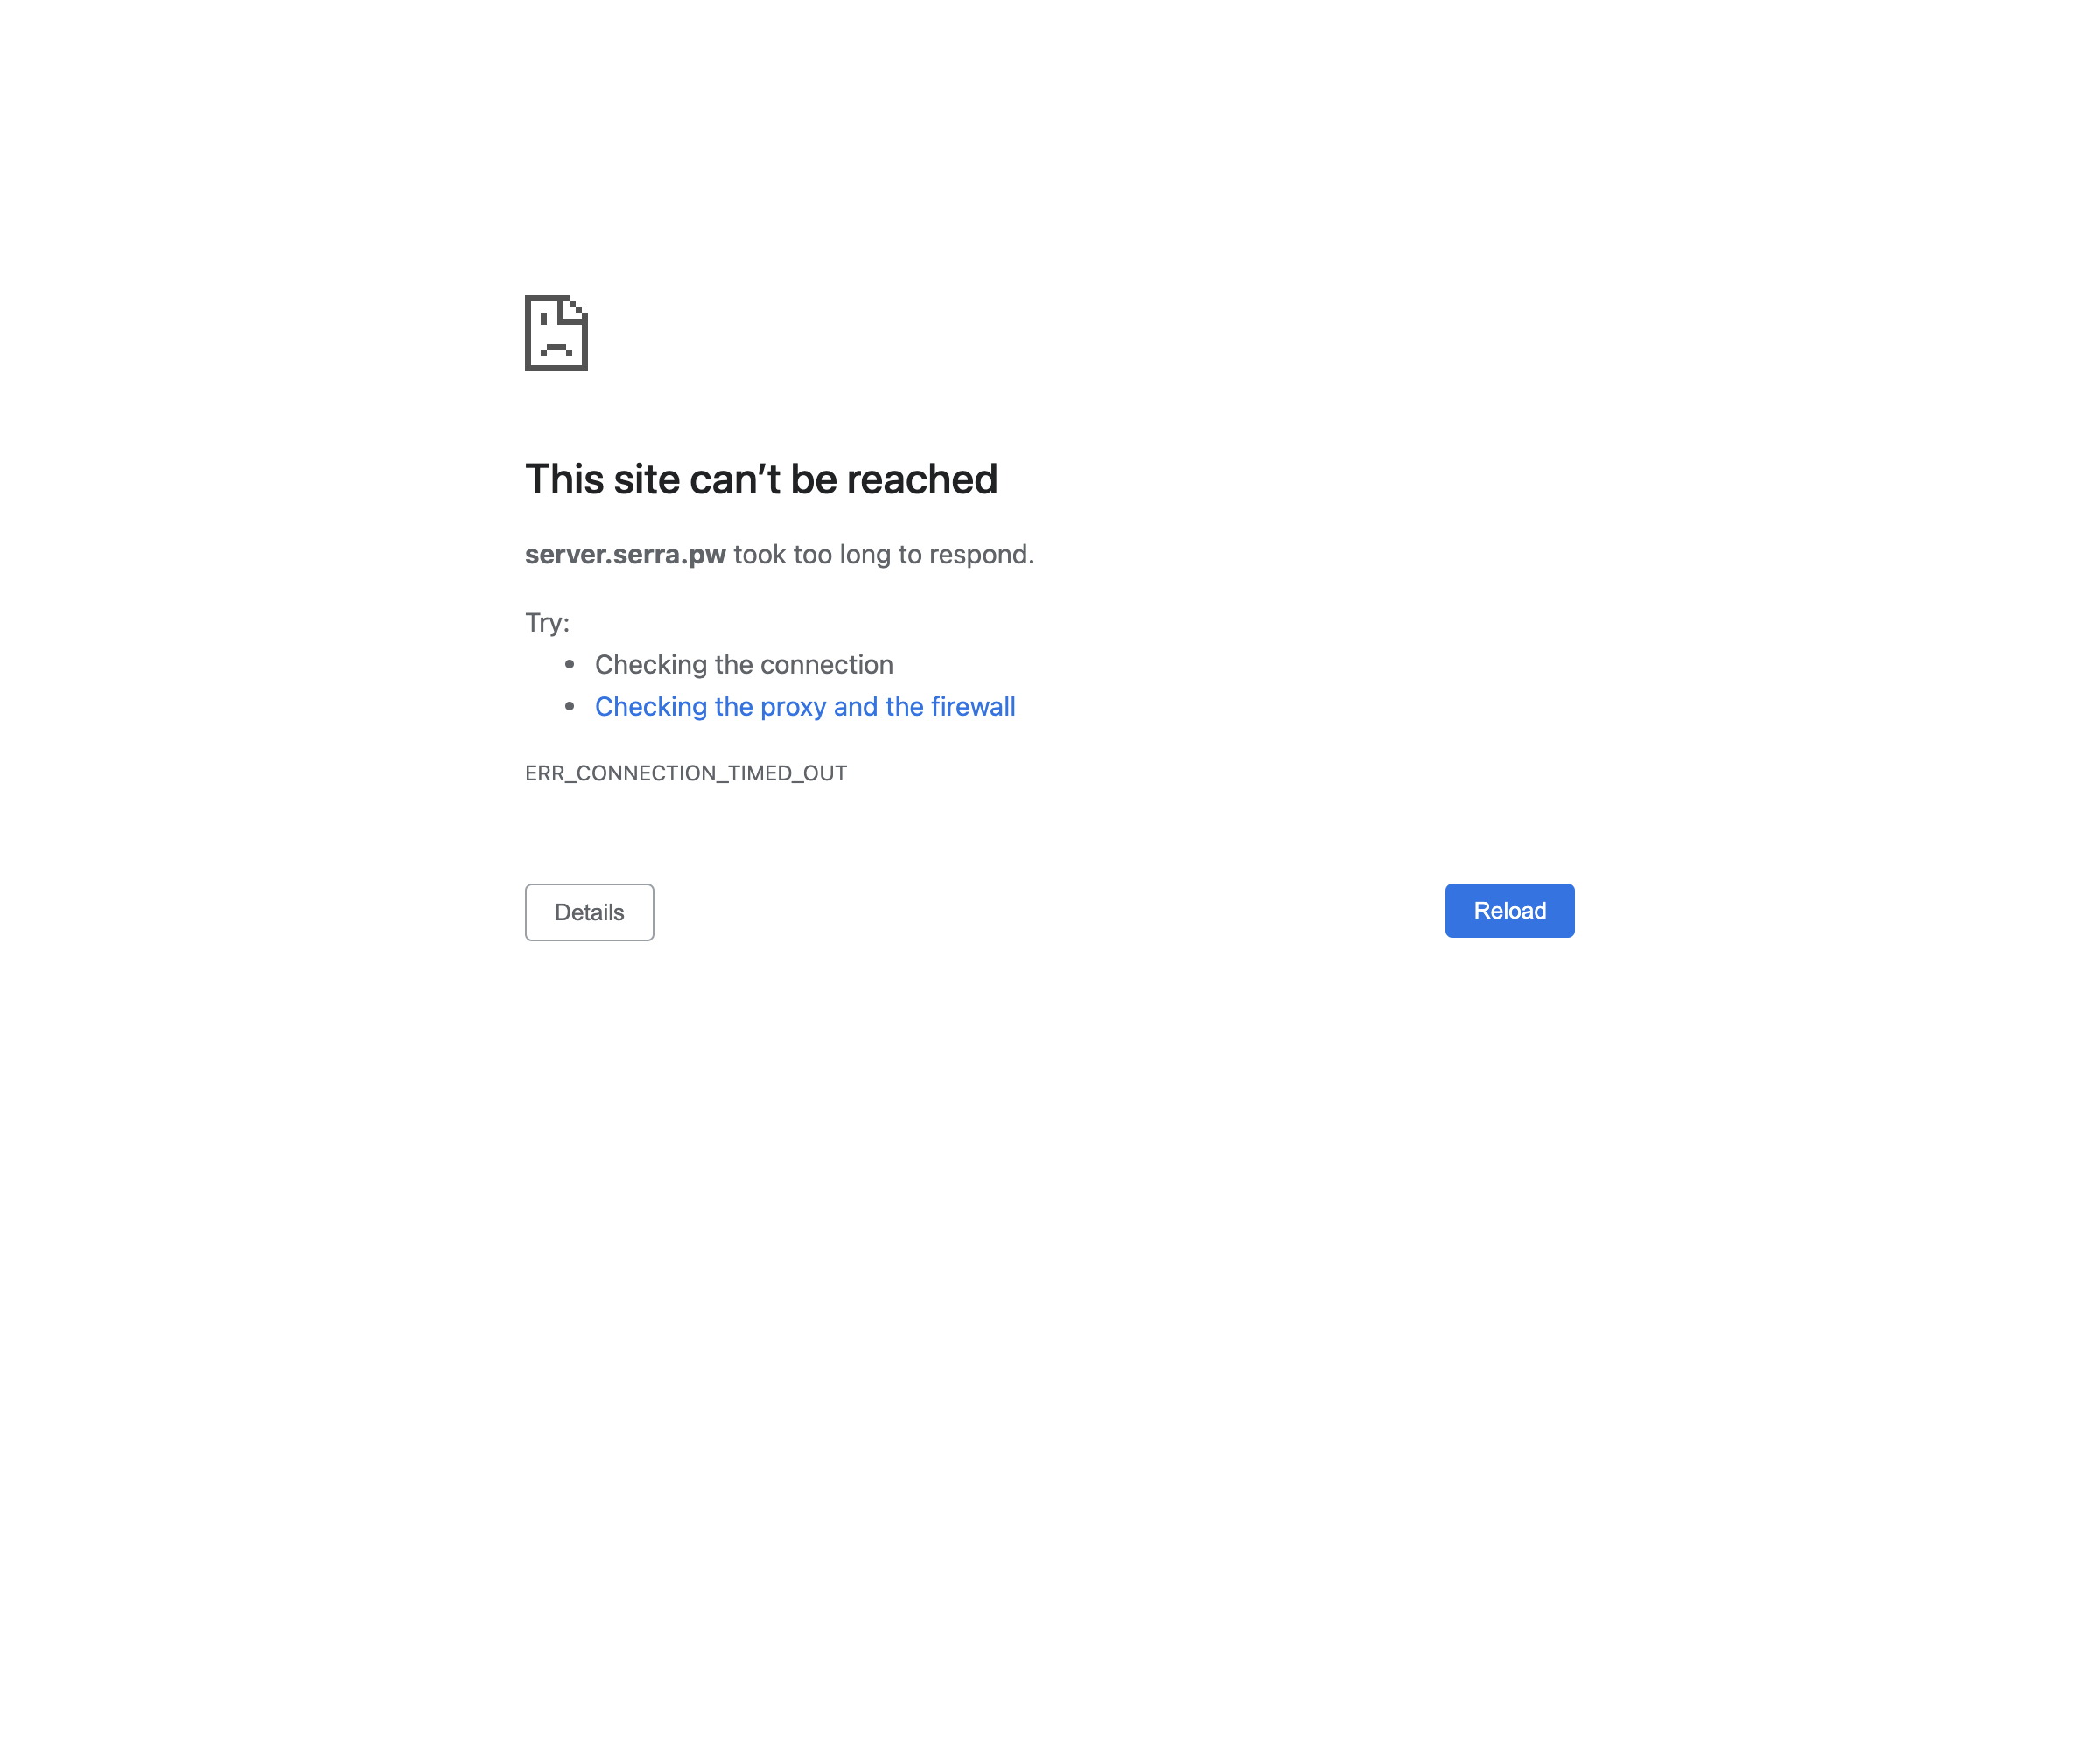 This site can’t be reached
server.serra.pw took too long to respond.
Try:
• Checking the connection
• Checking the proxy and the firewall
ERR_CONNECTION_TIMED_OUT
Details
Reload